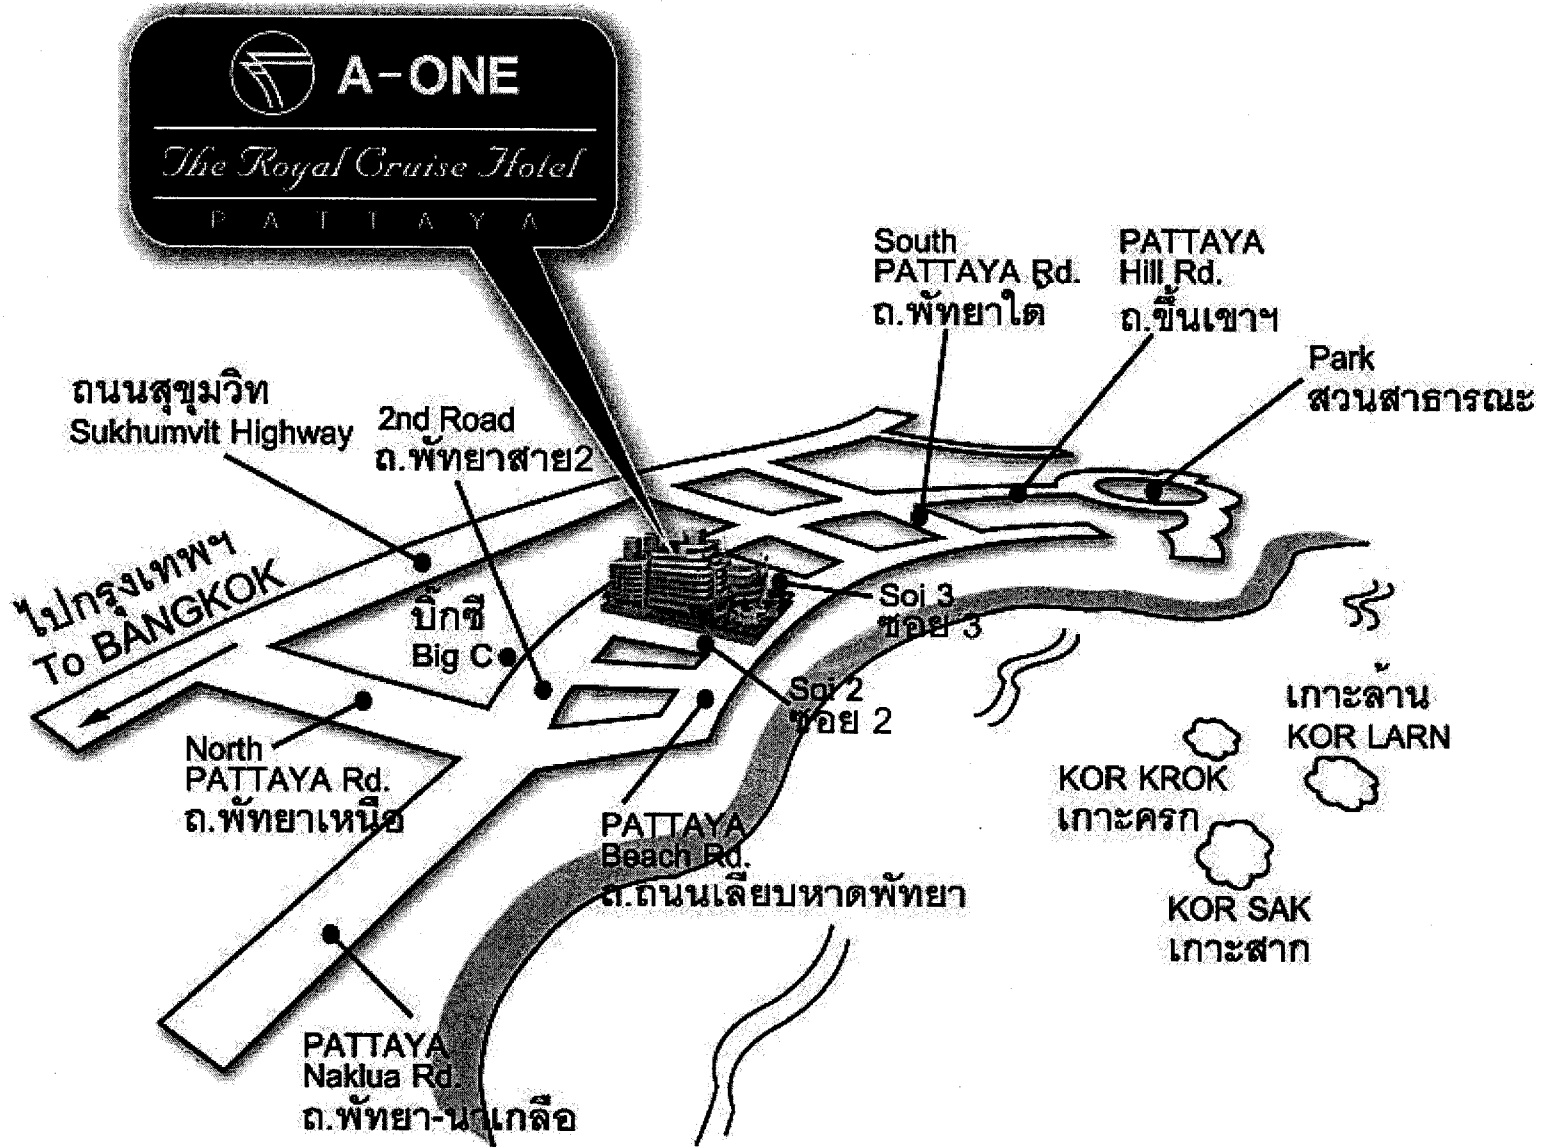 A-ONE
The Royal Cruise Hotel
PATTAYA
South
PATTAYA Rd.
ถ.พัทยาใต้
PATTAYA
Hill Rd.
ถ.ขึ้นเขาฯ
Park
สวนสาธารณะ
ถนนสุขุมวิท
Sukhumvit Highway
2nd Road
ถ.พัทยาสาย2
ไปกรุงเทพฯ
To BANGKOK
บิ๊กซี
Big C
Soi 3
ซอย 3
Soi 2
ซอย 2
North
PATTAYA Rd.
ถ.พัทยาเหนือ
PATTAYA
Beach Rd.
ถ.ถนนเลียบหาดพัทยา
เกาะล้าน
KOR LARN
KOR KROK
เกาะครก
KOR SAK
เกาะสาก
PATTAYA
Naklua Rd.
ถ.พัทยา-นาเกลือ